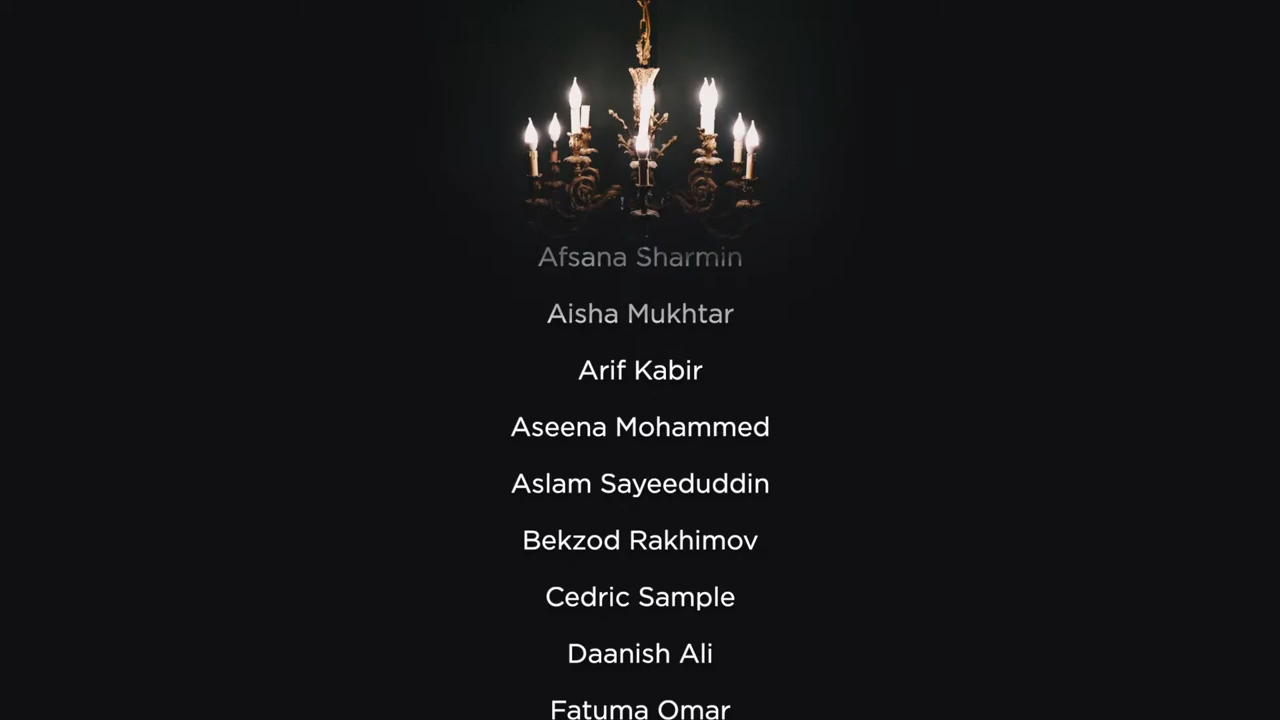 Afsana Sharmin
Aisha Mukhtar
Arif Kabir
Aseena Mohammed
Aslam Sayeeduddin
Bekzod Rakhimov
Cedric Sample
Daanish Ali
Fatuma Omar